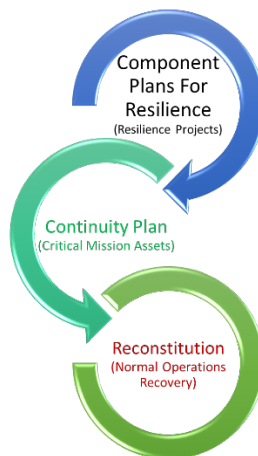 Component
Plans For
Resilience
(Resilience Projects)
Continuity Plan
(Critical Mission Assets)
Reconstitution
(Normal Operations
Recovery)